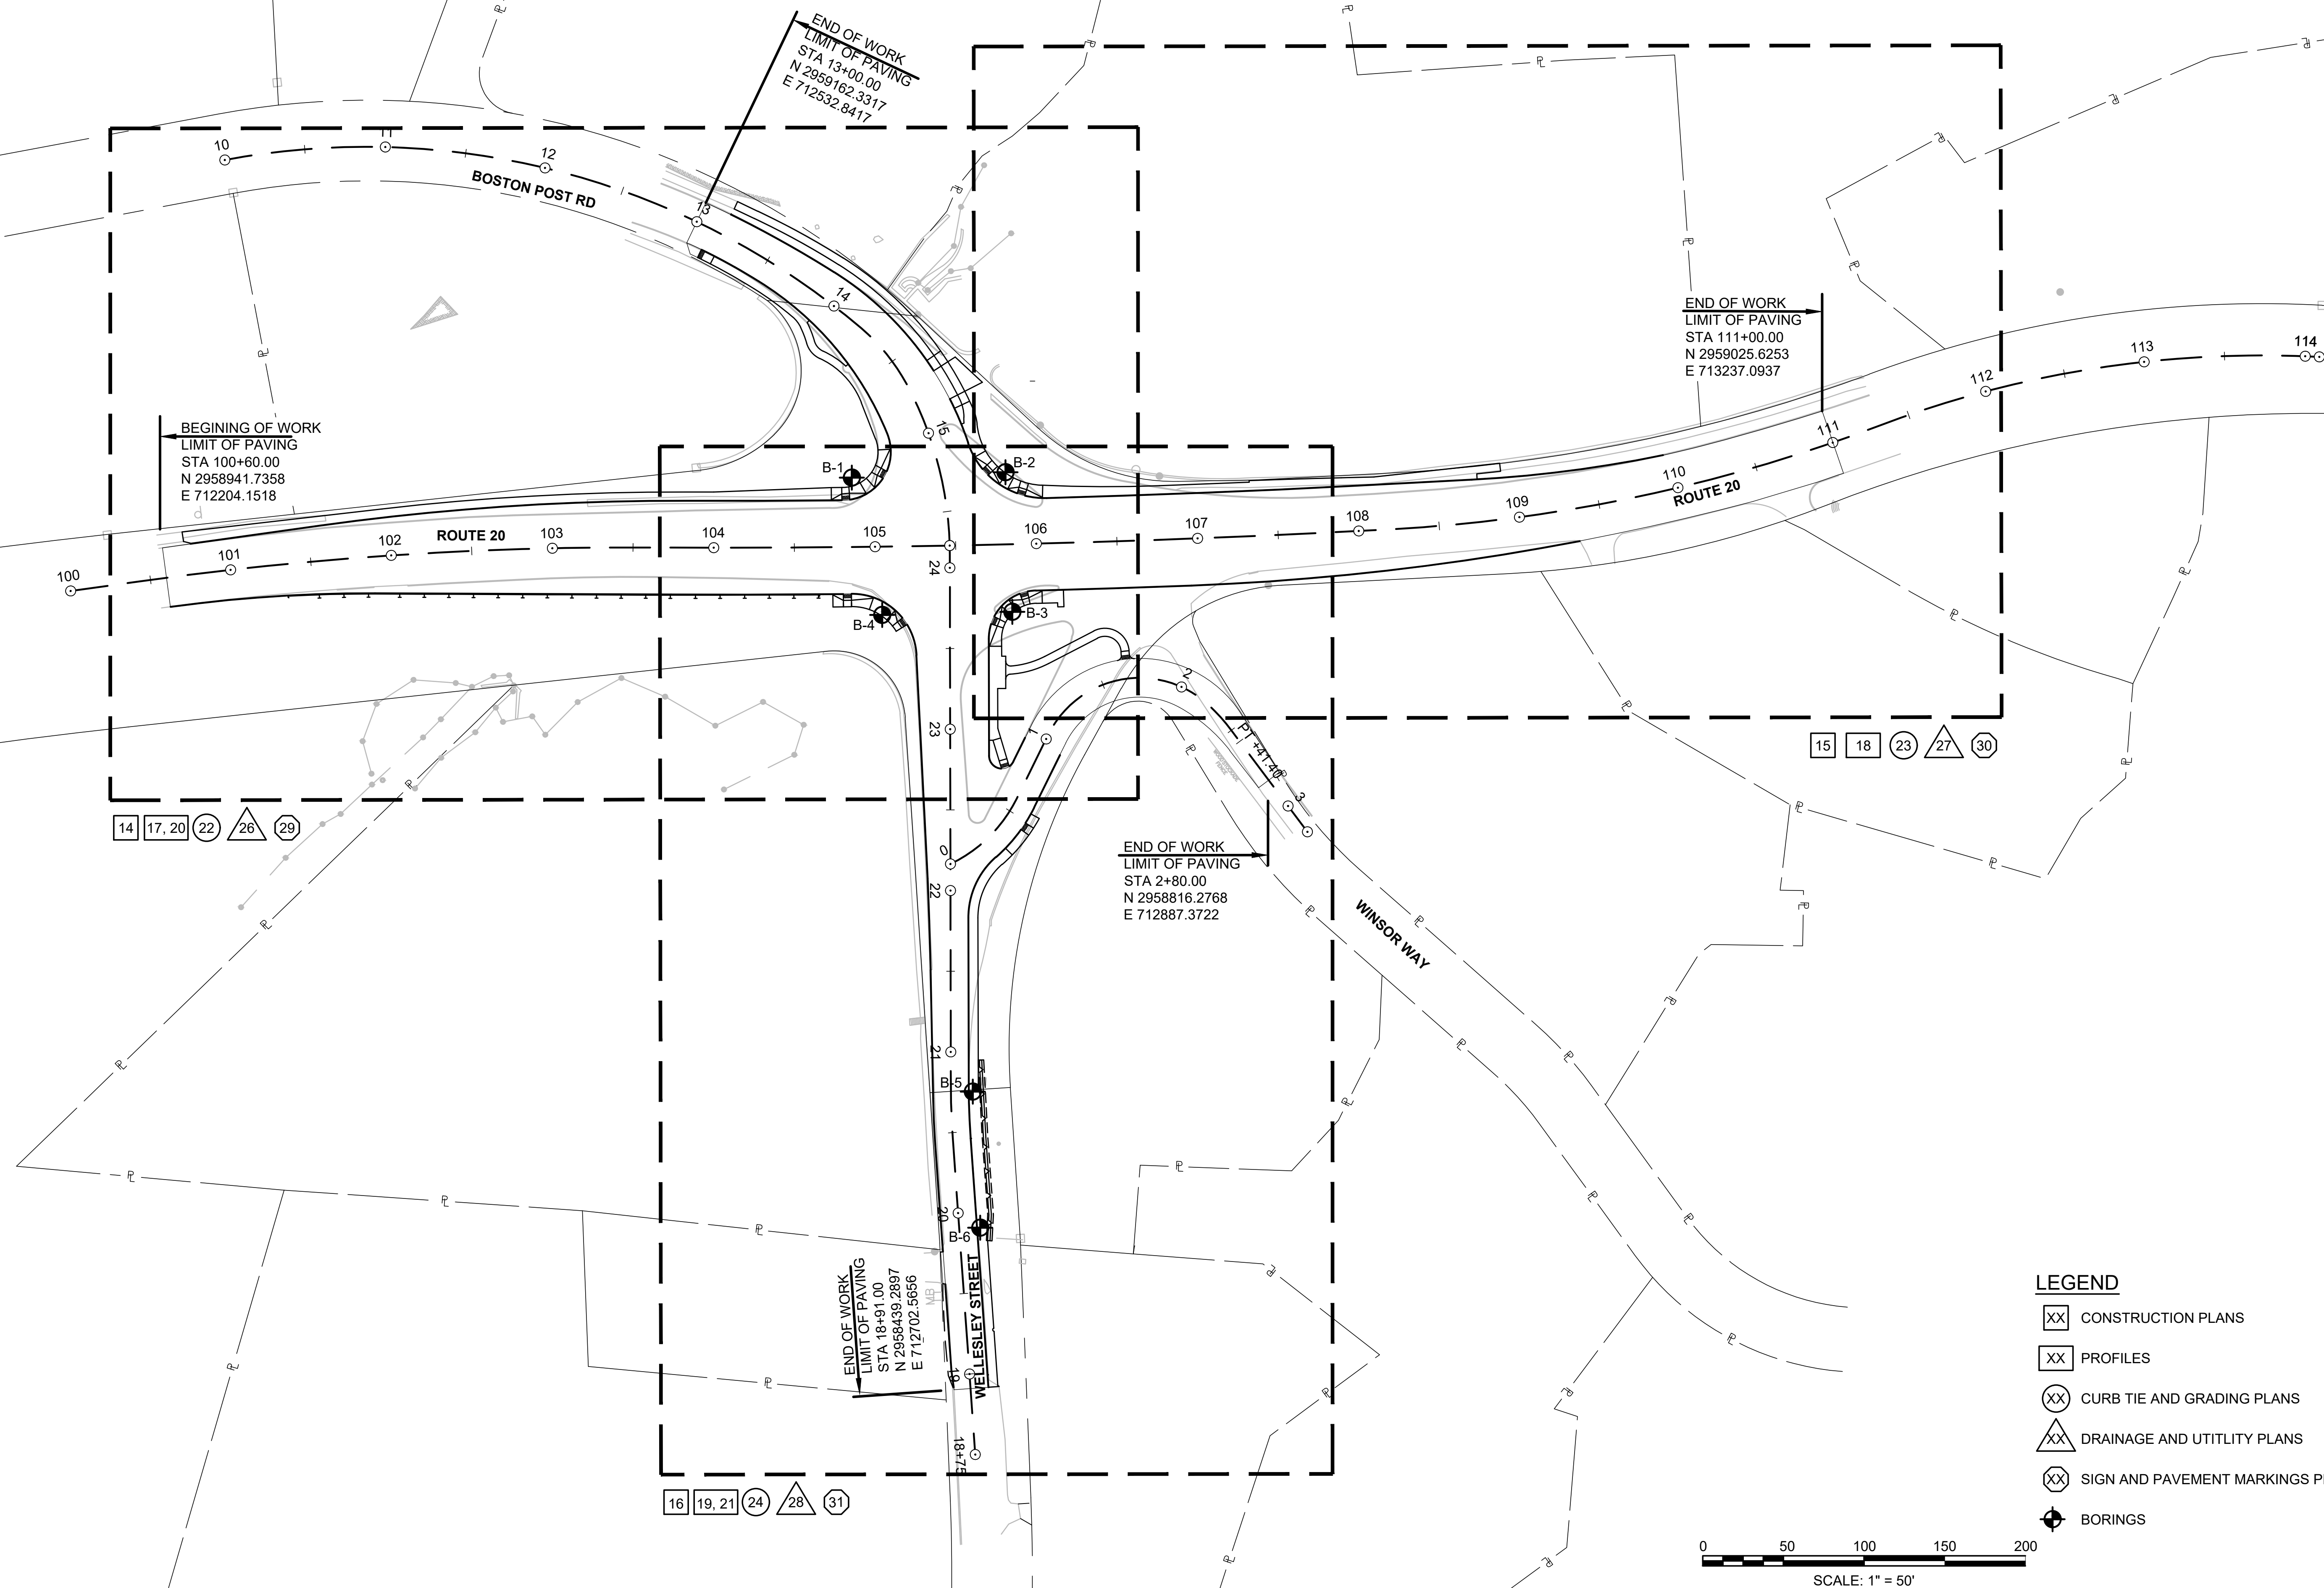 END OF WORK
LIMIT OF PAVING
STA 13+00.00
N 2959162.3317
E 712532.8417
10
11
12
13
14
15
BOSTON POST RD
END OF WORK
LIMIT OF PAVING
STA 111+00.00
N 2959025.6253
E 713237.0937
BEGINING OF WORK
LIMIT OF PAVING
STA 100+60.00
N 2958941.7358
E 712204.1518
B-1
B-2
100
101
102
ROUTE 20
103
104
105
106
107
108
109
110
ROUTE 20
111
112
113
114
24
B-4
B-3
23
1
2
PT +41.40
3
0
22
14
17, 20
22
26
29
15
18
23
27
30
END OF WORK
LIMIT OF PAVING
STA 2+80.00
N 2958816.2768
E 712887.3722
WINSOR WAY
21
B-5
20
B-6
END OF WORK
LIMIT OF PAVING
STA 18+91.00
N 2958439.2897
E 712702.5656
MB
WELLESLEY STREET
19
18+75
16
19, 21
24
28
31
LEGEND
XX CONSTRUCTION PLANS
XX PROFILES
XX CURB TIE AND GRADING PLANS
XX DRAINAGE AND UTITLITY PLANS
XX SIGN AND PAVEMENT MARKINGS
BORINGS
0 50 100 150 200
SCALE: 1" = 50'